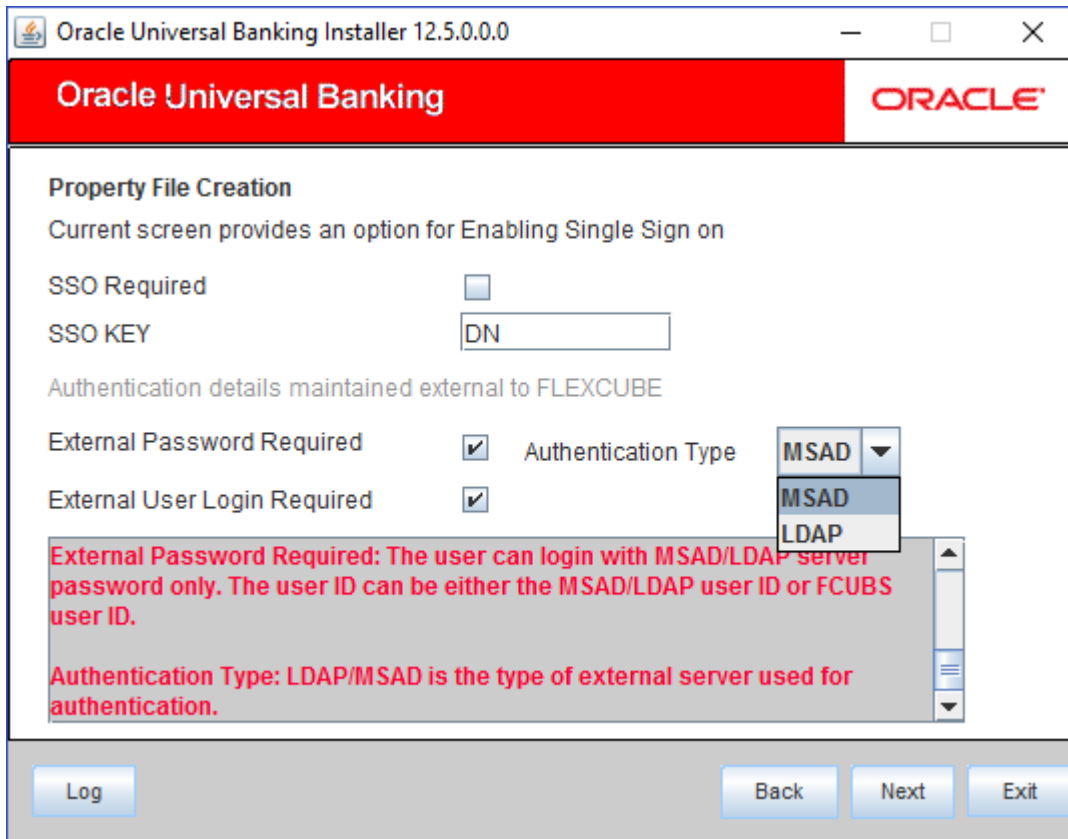 Oracle Universal Banking Installer 12.5.0.0.0
Oracle Universal Banking
ORACLE
Property File Creation
Current screen provides an option for Enabling Single Sign on
SSO Required
SSO KEY
DN
Authentication details maintained external to FLEXCUBE
External Password Required
Authentication Type
MSAD
External User Login Required
MSAD
LDAP
External Password Required: The user can login with MSAD/LDAP server
password only. The user ID can be either the MSAD/LDAP user ID or FCUBS
user ID.
Authentication Type: LDAP/MSAD is the type of external server used for
authentication.
Log
Back
Next
Exit